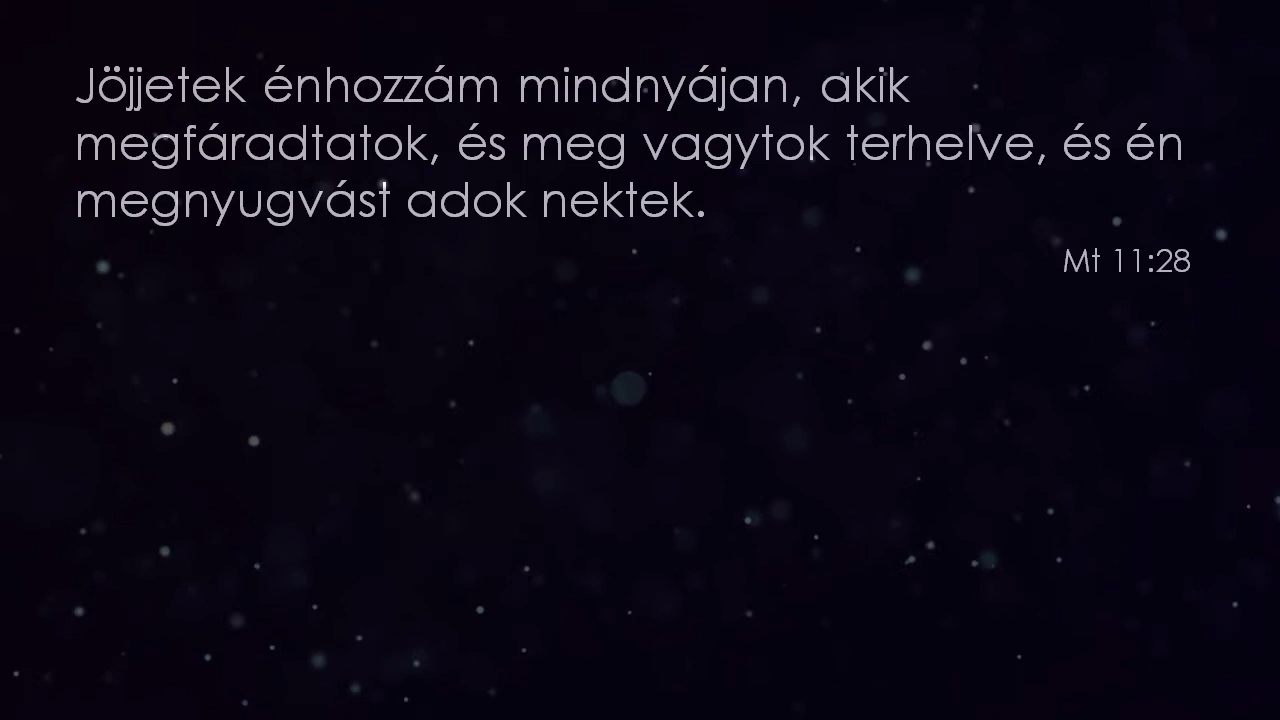 Jöjjetek énhozzám mindnyájan, akik
megfáradtatok, és meg vagytok terhelve, és én
megnyugvást adok nektek.
Mt 11:28